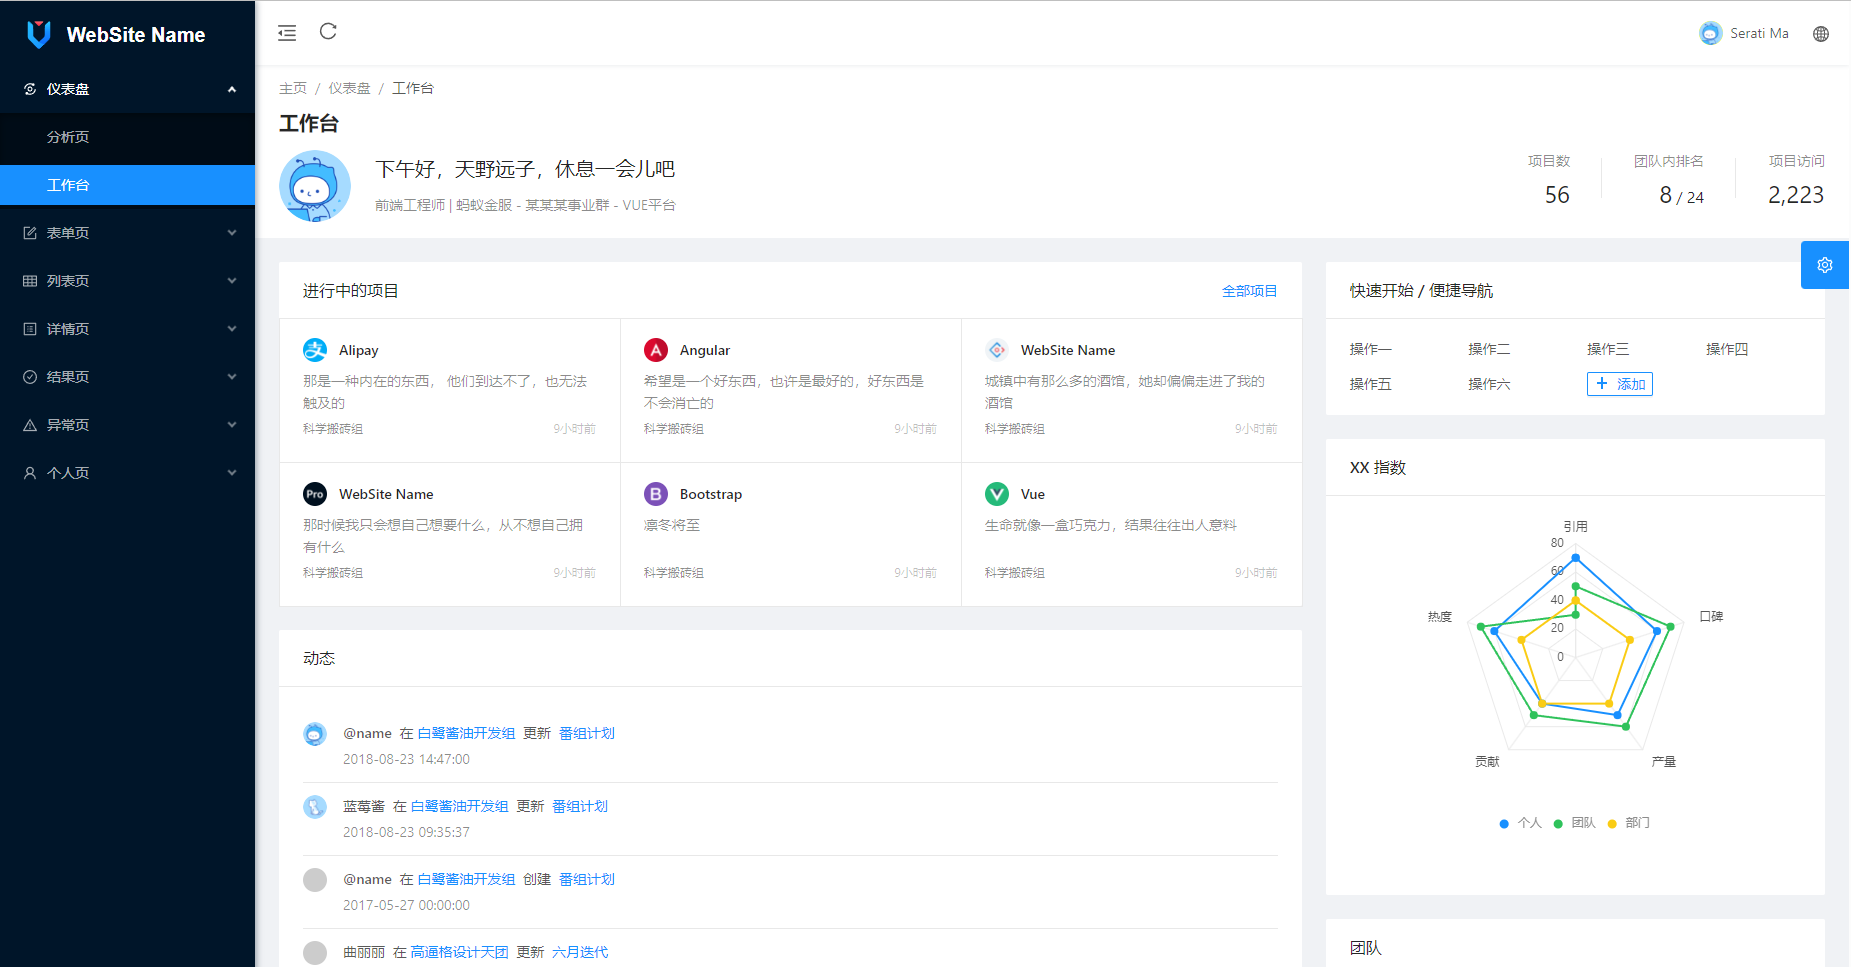 WebSite Name
仪表盘
分析页
工作台
表单页
列表页
详情页
结果页
异常页
个人页
Serati Ma
主页 / 仪表盘 / 工作台
工作台
下午好，天野远子，休息一会儿吧
前端工程师 | 蚂蚁金服 - 某某某事业群 - VUE平台
项目数
56
团队内排名
8 / 24
项目访问
2,223
进行中的项目
全部项目
Alipay
那是一种内在的东西， 他们到达不了，也无法
触及的
科学搬砖组 9小时前
Angular
希望是一个好东西，也许是最好的，好东西是
不会消亡的
科学搬砖组 9小时前
WebSite Name
城镇中有那么多的酒馆，她却偏偏走进了我的
酒馆
科学搬砖组 9小时前
Pro
WebSite Name
那时候我只会想自己想要什么，从不想自己拥
有什么
科学搬砖组 9小时前
B
Bootstrap
凛冬将至
科学搬砖组 9小时前
Vue
生命就像一盒巧克力，结果往往出人意料
科学搬砖组 9小时前
动态
@name 在 白鹭酱油开发组 更新 番组计划
2018-08-23 14:47:00
蓝莓酱 在 白鹭酱油开发组 更新 番组计划
2018-08-23 09:35:37
@name 在 白鹭酱油开发组 创建 番组计划
2017-05-27 00:00:00
曲丽丽 在 高逼格设计天团 更新 六月迭代
快速开始 / 便捷导航
操作一 操作二 操作三 操作四
操作五 操作六 + 添加
XX 指数
引用
80
60
40
20
0
热度
口碑
贡献
产量
个人 团队 部门
团队